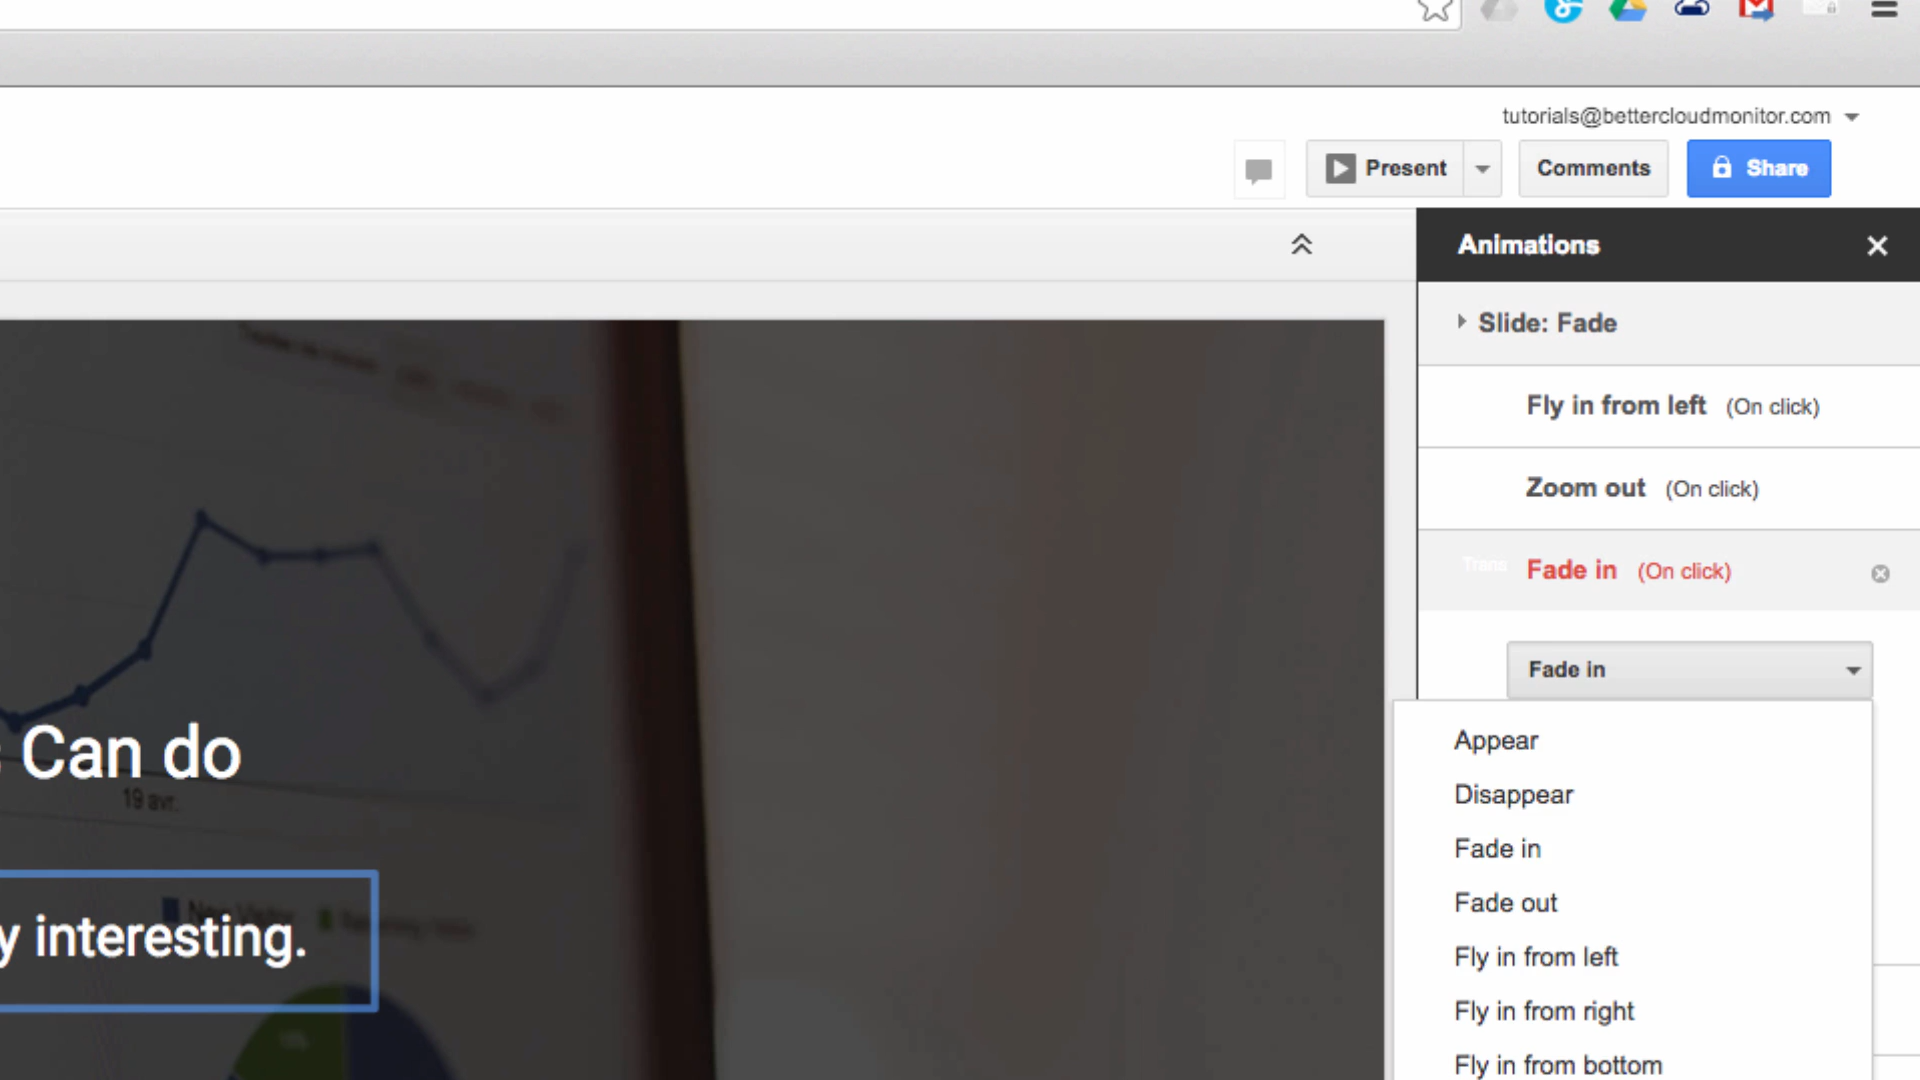 tutorials@bettercloudmonitor.com
Present
Comments
Share
Animations
Slide: Fade
Fly in from left (On click)
Zoom out (On click)
Trans
Fade in (On click)
Fade in
Appear
Disappear
Fade in
Fade out
Fly in from left
Fly in from right
Fly in from bottom
Can do
19 avr.
y interesting.